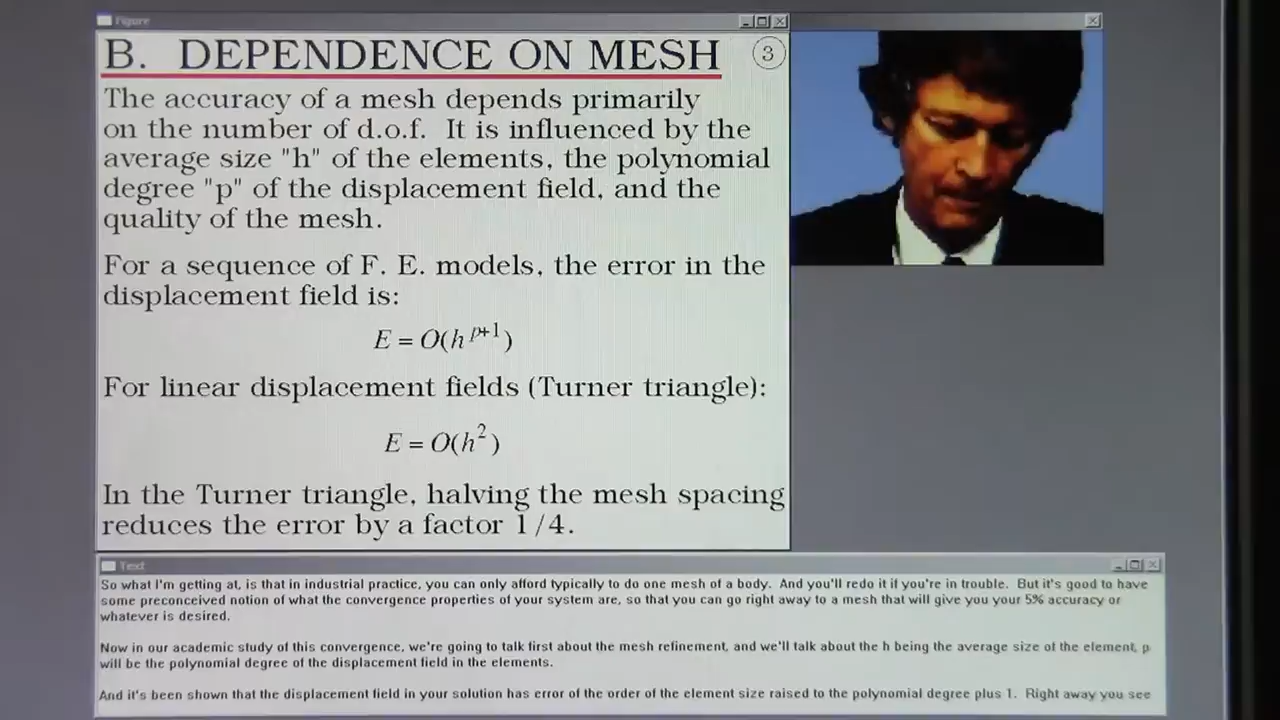 Figure
B. DEPENDENCE ON MESH
3
The accuracy of a mesh depends primarily
on the number of d.o.f. It is influenced by the
average size "h" of the elements, the polynomial
degree "p" of the displacement field, and the
quality of the mesh.
For a sequence of F. E. models, the error in the
displacement field is:
E = O(h^{p+1})
For linear displacement fields (Turner triangle):
E = O(h^2)
In the Turner triangle, halving the mesh spacing
reduces the error by a factor 1/4.
Text
So what I'm getting at, is that in industrial practice, you can only afford typically to do one mesh of a body. And you'll redo it if you're in trouble. But it's good to have
some preconceived notion of what the convergence properties of your system are, so that you can go right away to a mesh that will give you your 5% accuracy or
whatever is desired.
Now in our academic study of this convergence, we're going to talk first about the mesh refinement, and we'll talk about the h being the average size of the element, p
will be the polynomial degree of the displacement field in the elements.
And it's been shown that the displacement field in your solution has error of the order of the element size raised to the polynomial degree plus 1. Right away you see